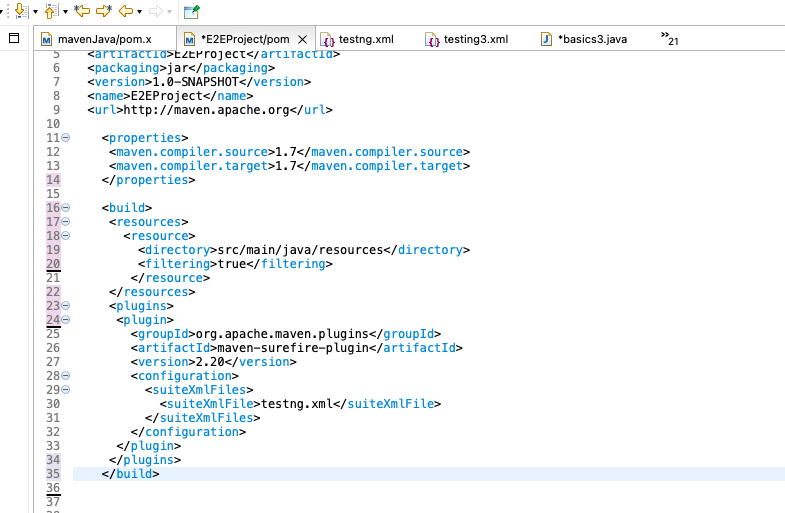 mavenJava/pom.x
*E2EProject/pom
testng.xml
testing3.xml
*basics3.java
21
5 <artifactId>E2EProject</artifactId>
6 <packaging>jar</packaging>
7 <version>1.0-SNAPSHOT</version>
8 <name>E2EProject</name>
9 <url>http://maven.apache.org</url>
10
11 <properties>
12 <maven.compiler.source>1.7</maven.compiler.source>
13 <maven.compiler.target>1.7</maven.compiler.target>
14 </properties>
15
16 <build>
17 <resources>
18 <resource>
19 <directory>src/main/java/resources</directory>
20 <filtering>true</filtering>
21 </resource>
22 </resources>
23 <plugins>
24 <plugin>
25 <groupId>org.apache.maven.plugins</groupId>
26 <artifactId>maven-surefire-plugin</artifactId>
27 <version>2.20</version>
28 <configuration>
29 <suiteXmlFiles>
30 <suiteXmlFile>testng.xml</suiteXmlFile>
31 </suiteXmlFiles>
32 </configuration>
33 </plugin>
34 </plugins>
35 </build>
36
37